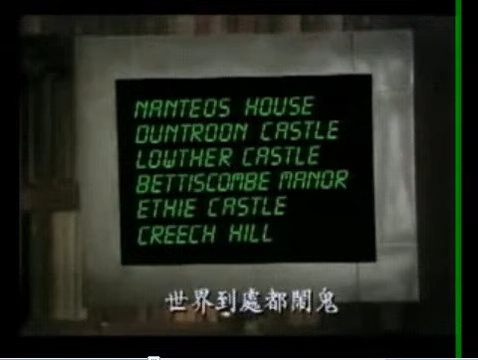 NANTEOS HOUSE
DUNTROON CASTLE
LOWTHER CASTLE
BETTISCOMBE MANOR
ETHIE CASTLE
CREECH HILL
世界到處都鬧鬼